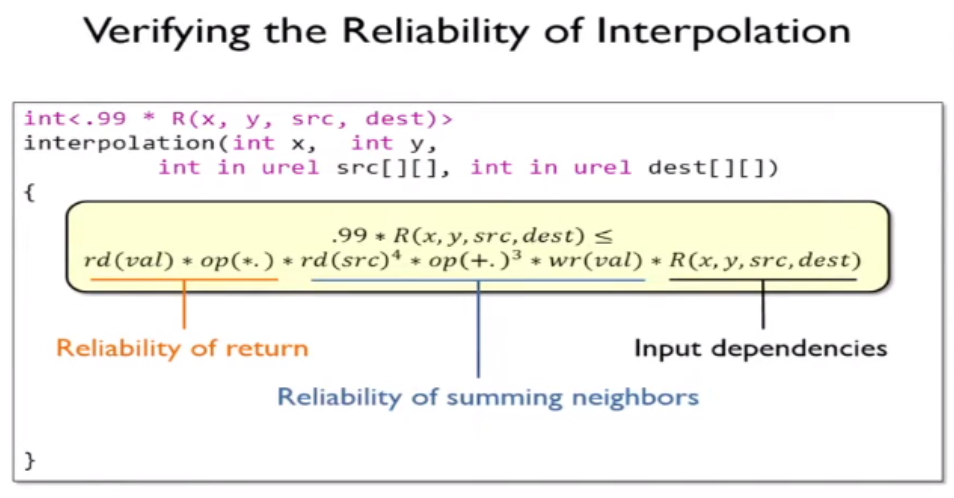 Verifying the Reliability of Interpolation
int<.99 * R(x, y, src, dest)>
interpolation(int x, int y,
int in urel src[][], int in urel dest[][])
{
.99 ∗ R(x, y, src, dest) ≤
rd(val) ∗ op(∗. ) ∗ rd(src)⁴ ∗ op(+. )³ ∗ wr(val) ∗ R(x, y, src, dest)
Reliability of return
Input dependencies
Reliability of summing neighbors
}